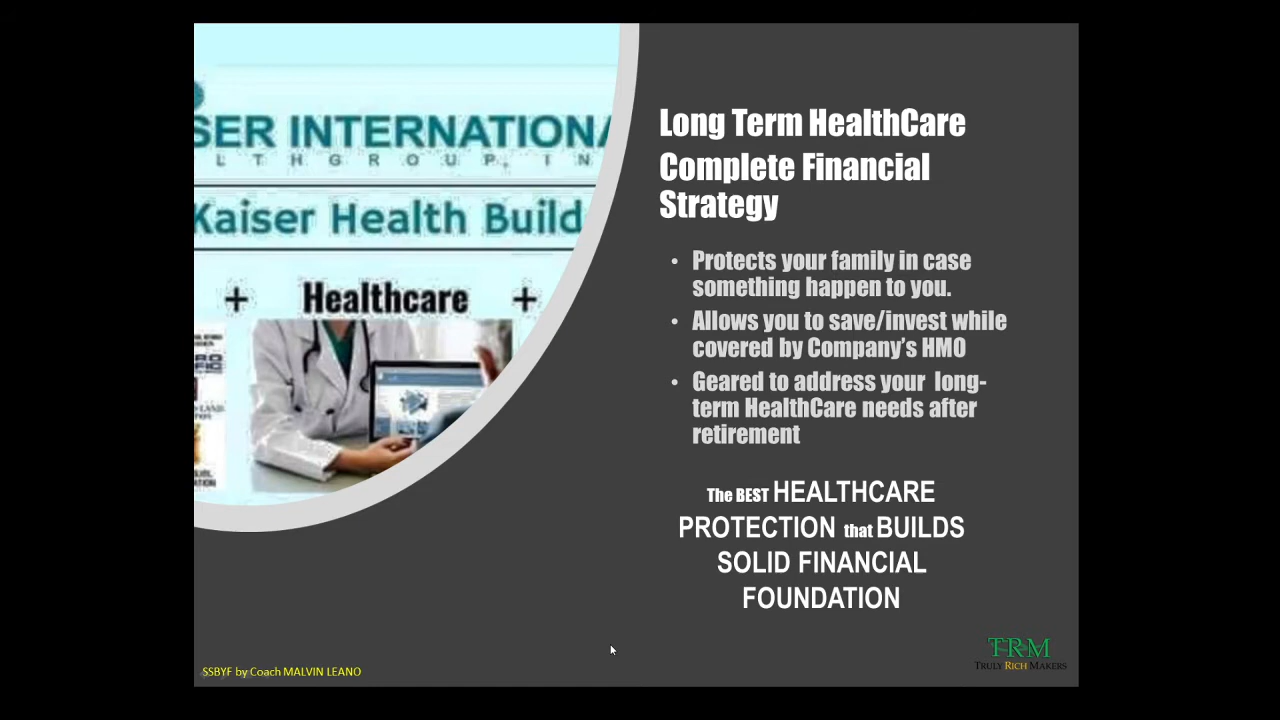 SER INTERNATIONA
L T H G R O U P, I N
Kaiser Health Build
+ Healthcare +
Long Term HealthCare
Complete Financial
Strategy
• Protects your family in case
something happen to you.
• Allows you to save/invest while
covered by Company's HMO
• Geared to address your long-
term HealthCare needs after
retirement
The BEST HEALTHCARE
PROTECTION that BUILDS
SOLID FINANCIAL
FOUNDATION
SSBYF by Coach MALVIN LEANO
TRM
TRULY RICH MAKERS